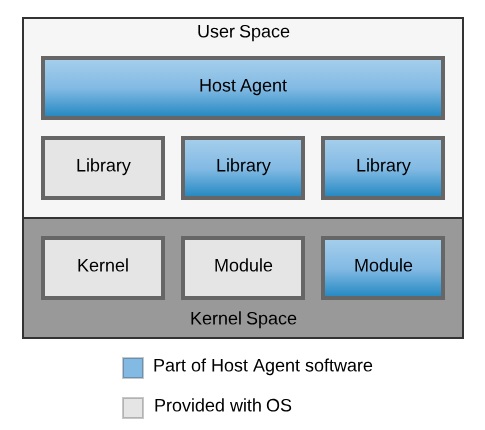 User Space
Host Agent
Library Library Library
Kernel Module Module
Kernel Space
Part of Host Agent software
Provided with OS